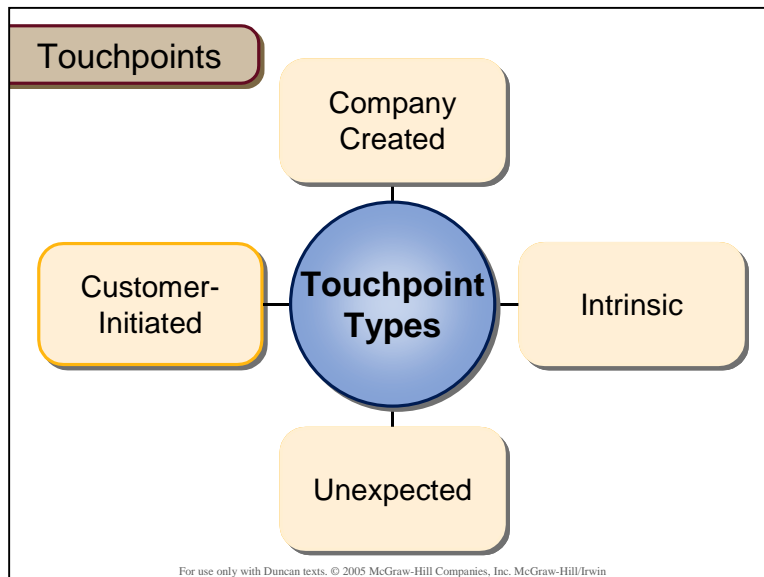 Touchpoints
Company
Created
Customer-
Initiated
Touchpoint
Types
Intrinsic
Unexpected
For use only with Duncan texts. © 2005 McGraw-Hill Companies, Inc. McGraw-Hill/Irwin